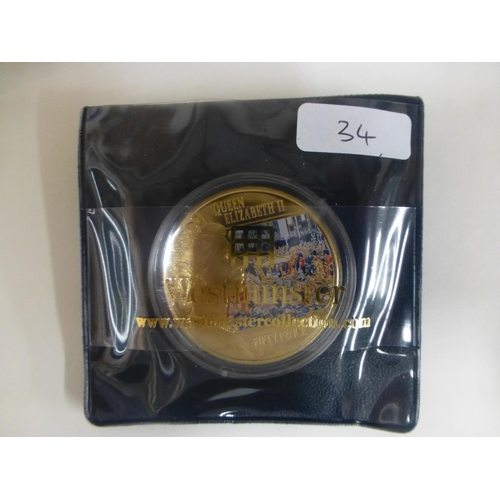 34
QUEEN
ELIZABETH II
Westminster
www.westminstercollection.com